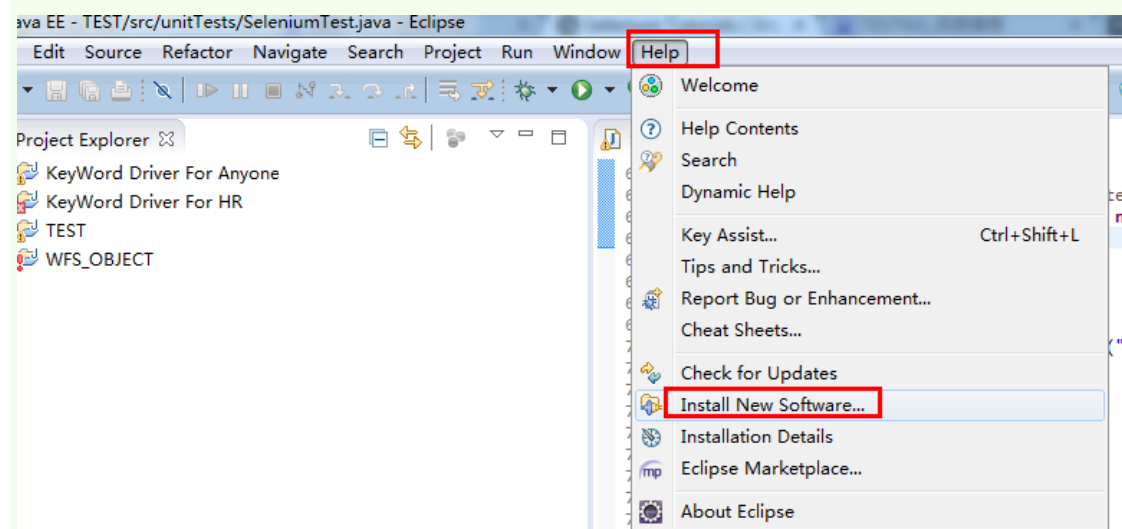 ava EE - TEST/src/unitTests/SeleniumTest.java - Eclipse
Edit Source Refactor Navigate Search Project Run Window Help
Project Explorer
KeyWord Driver For Anyone
KeyWord Driver For HR
TEST
WFS_OBJECT
Welcome
Help Contents
Search
Dynamic Help
Key Assist... Ctrl+Shift+L
Tips and Tricks...
Report Bug or Enhancement...
Cheat Sheets...
Check for Updates
Install New Software...
Installation Details
Eclipse Marketplace...
About Eclipse